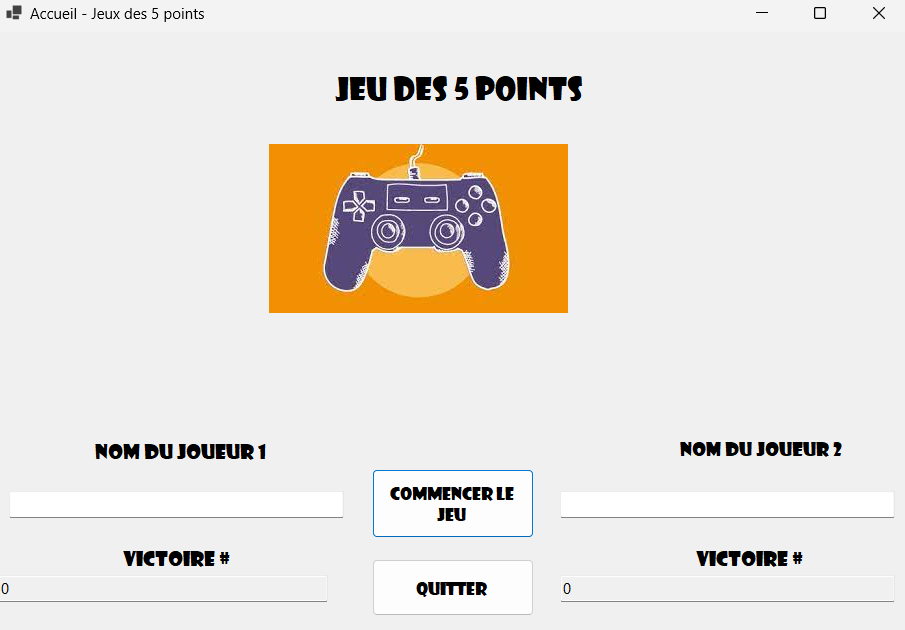 Accueil - Jeux des 5 points
JEU DES 5 POINTS
NOM DU JOUEUR 1
NOM DU JOUEUR 2
COMMENCER LE
JEU
VICTOIRE #
VICTOIRE #
0
QUITTER
0